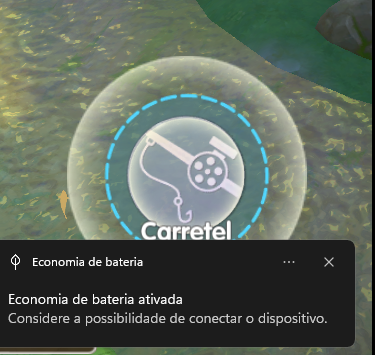 Carretel
Economia de bateria
Economia de bateria ativada
Considere a possibilidade de conectar o dispositivo.